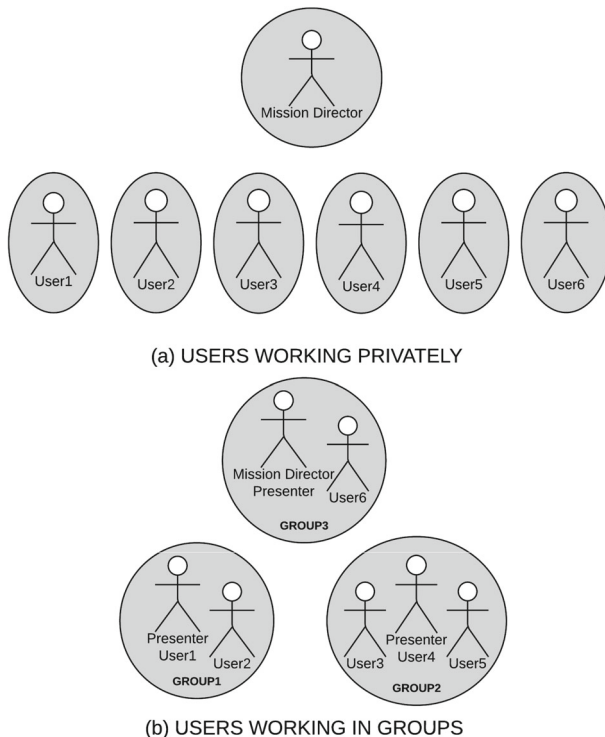 Mission Director
User1
User2
User3
User4
User5
User6
(a) USERS WORKING PRIVATELY
Mission Director
Presenter
User6
GROUP3
Presenter
User1
User2
GROUP1
User3
Presenter
User4
User5
GROUP2
(b) USERS WORKING IN GROUPS